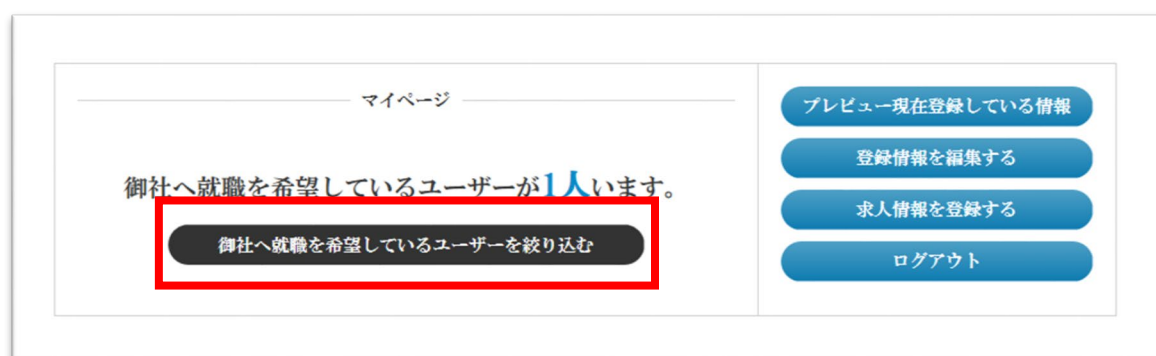 マイページ
御社へ就職を希望しているユーザーが1人います。
御社へ就職を希望しているユーザーを絞り込む
プレビュー現在登録している情報
登録情報を編集する
求人情報を登録する
ログアウト